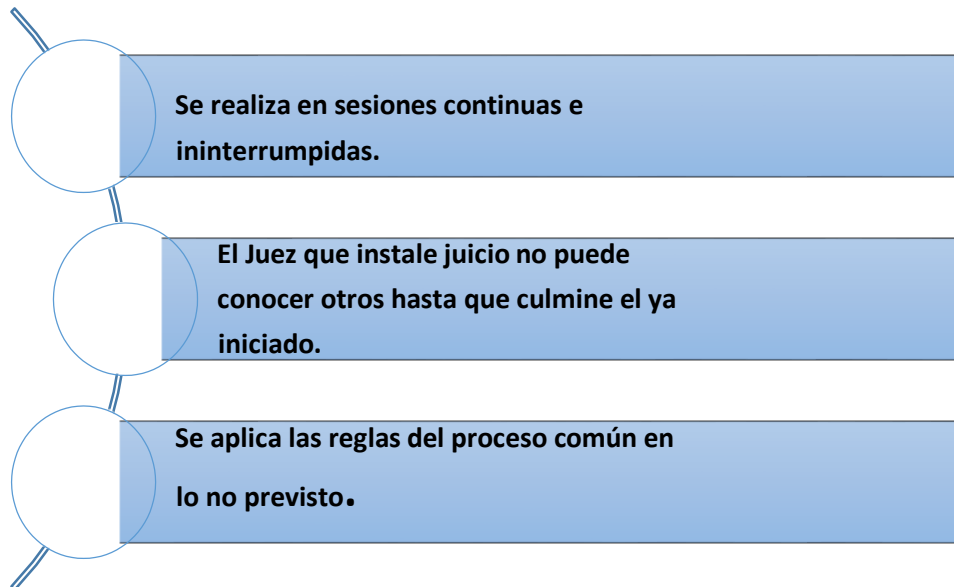 Se realiza en sesiones continuas e
ininterrumpidas.
El Juez que instale juicio no puede
conocer otros hasta que culmine el ya
iniciado.
Se aplica las reglas del proceso común en
lo no previsto.